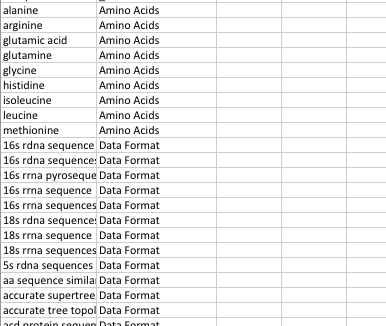 alanine Amino Acids
arginine Amino Acids
glutamic acid Amino Acids
glutamine Amino Acids
glycine Amino Acids
histidine Amino Acids
isoleucine Amino Acids
leucine Amino Acids
methionine Amino Acids
16s rdna sequence Data Format
16s rdna sequences Data Format
16s rrna pyroseque Data Format
16s rrna sequence Data Format
16s rrna sequences Data Format
18s rdna sequences Data Format
18s rrna sequence Data Format
18s rrna sequences Data Format
5s rdna sequences Data Format
aa sequence simila Data Format
accurate supertree Data Format
accurate tree topol Data Format
acd protein sequen Data Format